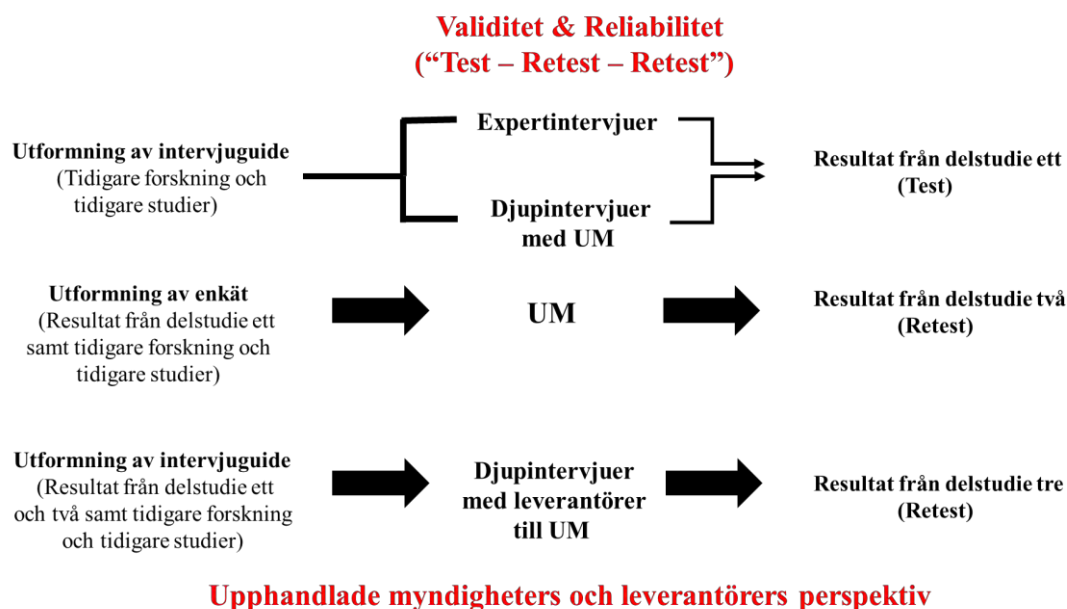 Validitet & Reliabilitet
(“Test – Retest – Retest”)
Utformning av intervjuguide
(Tidigare forskning och
tidigare studier)
Expertintervjuer
Djupintervjuer
med UM
Resultat från delstudie ett
(Test)
Utformning av enkät
(Resultat från delstudie ett
samt tidigare forskning och
tidigare studier)
UM
Resultat från delstudie två
(Retest)
Utformning av intervjuguide
(Resultat från delstudie ett
och två samt tidigare forskning
och tidigare studier)
Djupintervjuer
med leverantörer
till UM
Resultat från delstudie tre
(Retest)
Upphandlade myndigheters och leverantörers perspektiv